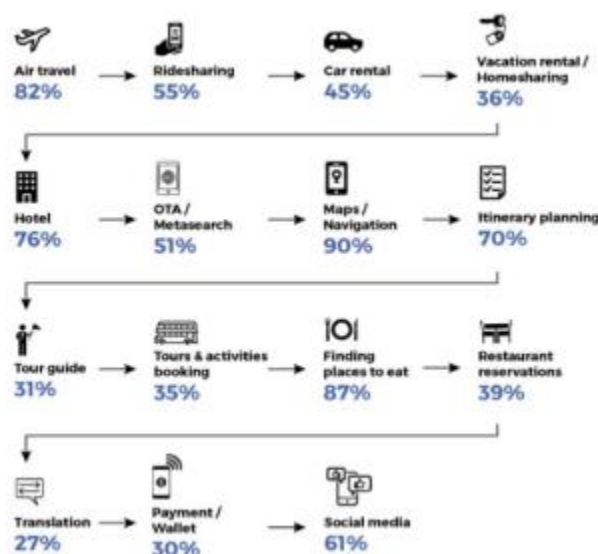 Air travel
82%
Ridesharing
55%
Car rental
45%
Vacation rental /
Homesharing
36%
Hotel
76%
OTA /
Metasearch
51%
Maps /
Navigation
90%
Itinerary planning
70%
Tour guide
31%
Tours & activities
booking
35%
Finding
places to eat
87%
Restaurant
reservations
39%
Translation
27%
Payment /
Wallet
30%
Social media
61%